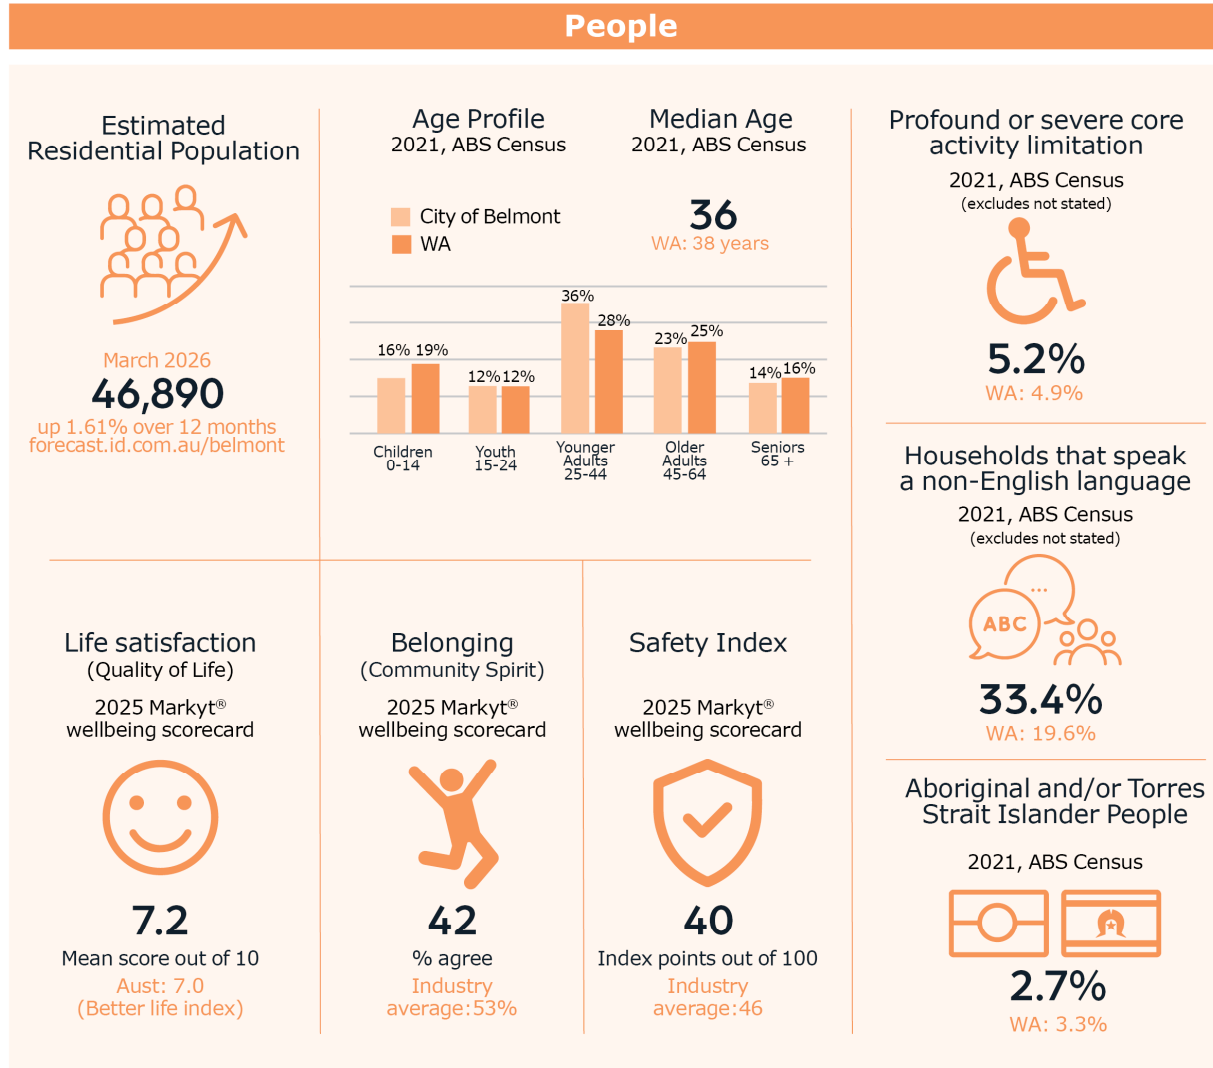 People
Estimated
Residential Population
March 2026
46,890
up 1.61% over 12 months
forecast.id.com.au/belmont
Age Profile
2021, ABS Census
Median Age
2021, ABS Census
City of Belmont
WA
36
WA: 38 years
16% 19%
12% 12%
36%
28%
23%
25%
14% 16%
Children
0-14
Youth
15-24
Younger
Adults
25-44
Older
Adults
45-64
Seniors
65 +
Profound or severe core
activity limitation
2021, ABS Census
(excludes not stated)
5.2%
WA: 4.9%
Households that speak
a non-English language
2021, ABS Census
(excludes not stated)
...
ABC
33.4%
WA: 19.6%
Aboriginal and/or Torres
Strait Islander People
2021, ABS Census
2.7%
WA: 3.3%
Life satisfaction
(Quality of Life)
2025 Markyt®
wellbeing scorecard
7.2
Mean score out of 10
Aust: 7.0
(Better life index)
Belonging
(Community Spirit)
2025 Markyt®
wellbeing scorecard
42
% agree
Industry
average:53%
Safety Index
2025 Markyt®
wellbeing scorecard
40
Index points out of 100
Industry
average:46